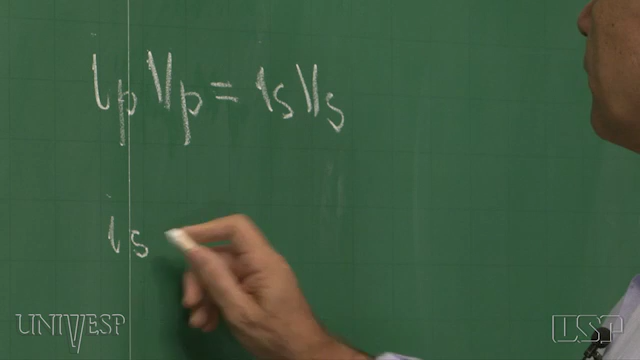 ip Vp = is Vs
is
UNIVESP
USP